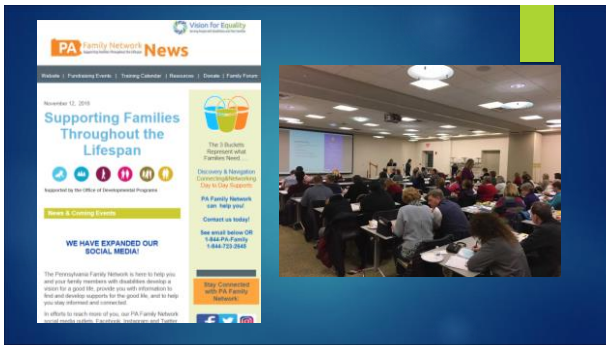 Vision for Equality
PA Family Network News
Supporting Families Throughout the Lifespan
Website | Fundraising Events | Training Calendar | Resources | Donate | Family Forum
November 12, 2018
Supporting Families
Throughout the
Lifespan
Supported by the Office of Developmental Programs
News & Coming Events
WE HAVE EXPANDED OUR
SOCIAL MEDIA!
The Pennsylvania Family Network is here to help you
and your family members with disabilities develop a
vision for a good life, provide you with information to
find and develop supports for the good life, and to help
you stay informed and connected.
In efforts to reach more of you, our PA Family Network
social media outlets, Facebook, Instagram and Twitter
The 3 Buckets
Represent what
Families Need ....
Discovery & Navigation
Connecting&Networking
Day to Day Supports
PA Family Network
can help you!
Contact us today!
See email below OR
1-844-PA-Family
1-844-723-2645
Stay Connected
with PA Family
Network: